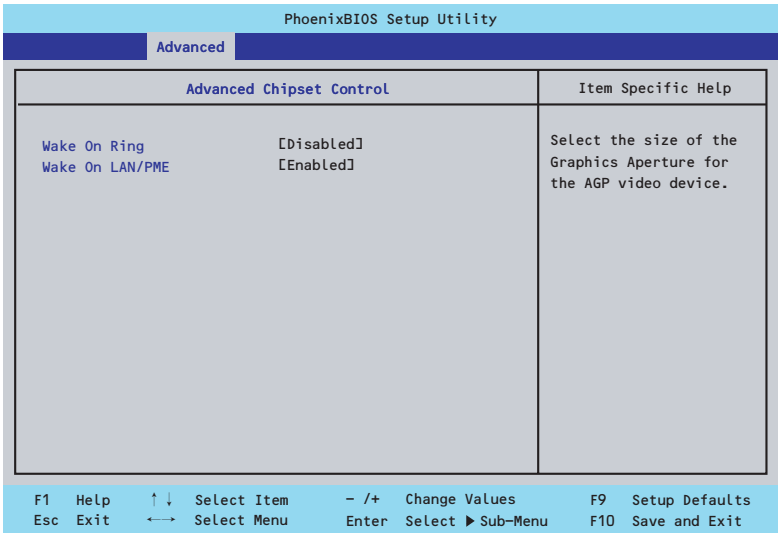 PhoenixBIOS Setup Utility
Advanced
Advanced Chipset Control
Item Specific Help
Wake On Ring [Disabled]
Wake On LAN/PME [Enabled]
Select the size of the
Graphics Aperture for
the AGP video device.
F1 Help ↑↓ Select Item - /+ Change Values F9 Setup Defaults
Esc Exit ←→ Select Menu Enter Select ▶ Sub-Menu F10 Save and Exit